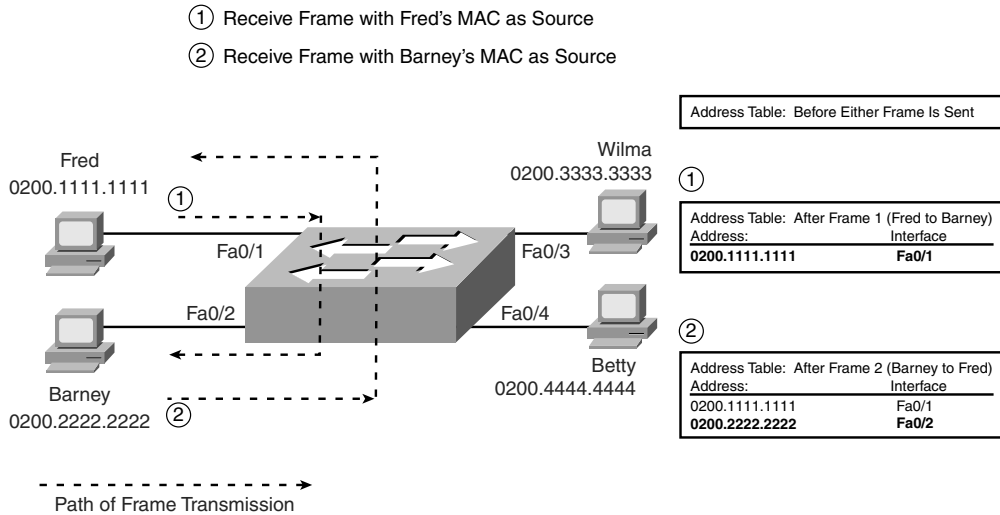 ① Receive Frame with Fred's MAC as Source
② Receive Frame with Barney's MAC as Source
Address Table: Before Either Frame Is Sent
Fred
0200.1111.1111
①
Wilma
0200.3333.3333
①
Address Table: After Frame 1 (Fred to Barney)
Address: Interface
0200.1111.1111 Fa0/1
Fa0/1
Fa0/3
Fa0/2
Fa0/4
Barney
0200.2222.2222
②
Betty
0200.4444.4444
②
Address Table: After Frame 2 (Barney to Fred)
Address: Interface
0200.1111.1111 Fa0/1
0200.2222.2222 Fa0/2
Path of Frame Transmission